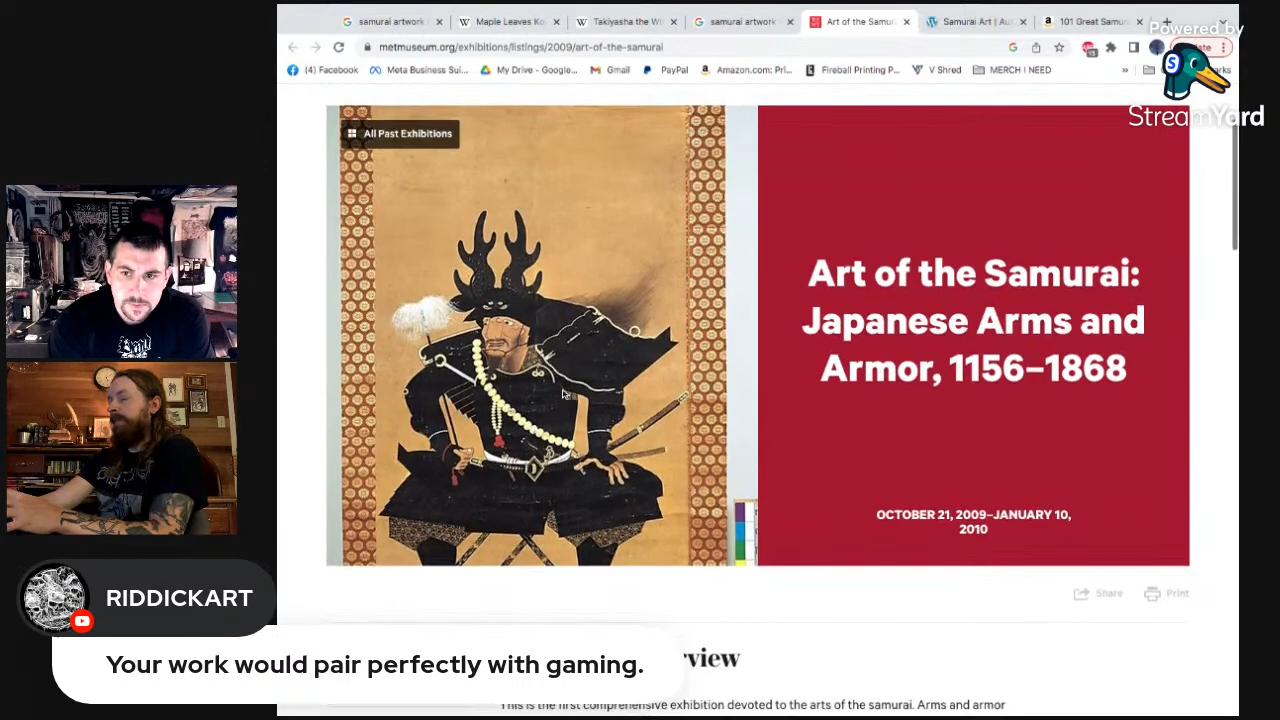 samurai artwork
Maple Leaves Ko
Takiyasha the Wi
samurai artwork
Art of the Samur
Samurai Art | Au
101 Great Samur
Powered by
StreamYard
metmuseum.org/exhibitions/listings/2009/art-of-the-samurai
(4) Facebook
Meta Business Sui...
My Drive - Google...
Gmail
PayPal
Amazon.com: Pri...
Fireball Printing P...
V Shred
MERCH I NEED
»
All Past Exhibitions
Art of the Samurai:
Japanese Arms and
Armor, 1156–1868
OCTOBER 21, 2009–JANUARY 10,
2010
Share
Print
RIDDICKART
Your work would pair perfectly with gaming.
rview
This is the first comprehensive exhibition devoted to the arts of the samurai. Arms and armor